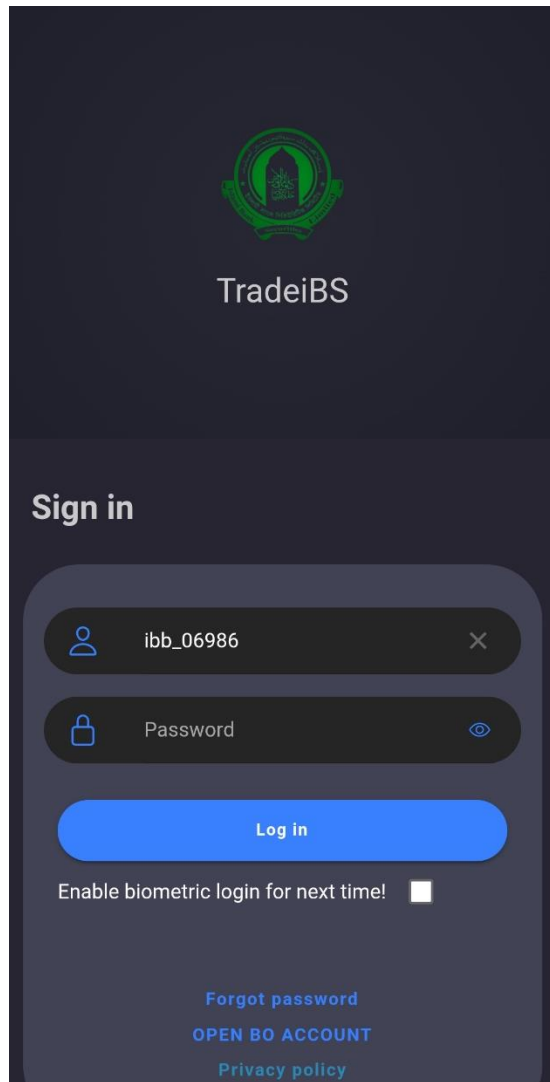 TradeiBS
Sign in
ibb_06986
Password
Log in
Enable biometric login for next time!
Forgot password
OPEN BO ACCOUNT
Privacy policy